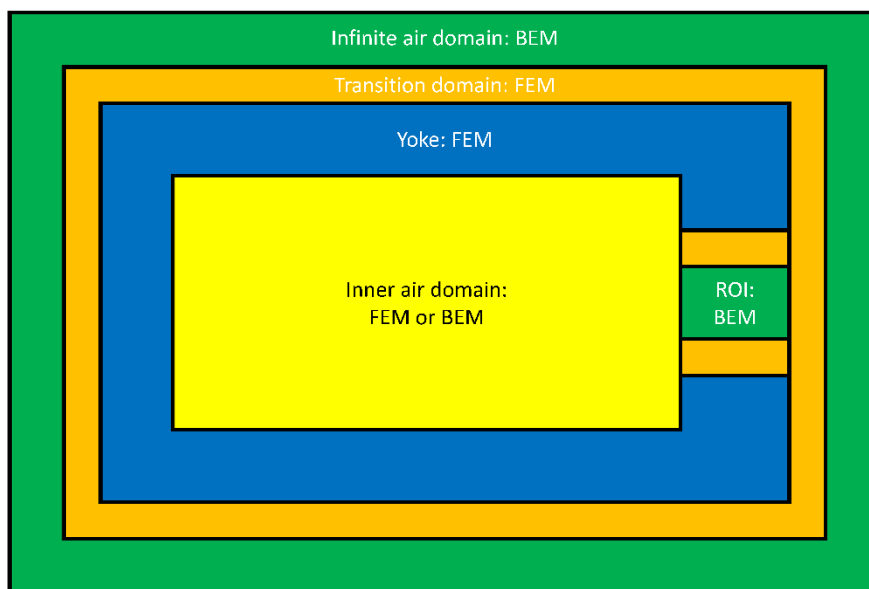 Infinite air domain: BEM
Transition domain: FEM
Yoke: FEM
Inner air domain:
FEM or BEM
ROI:
BEM